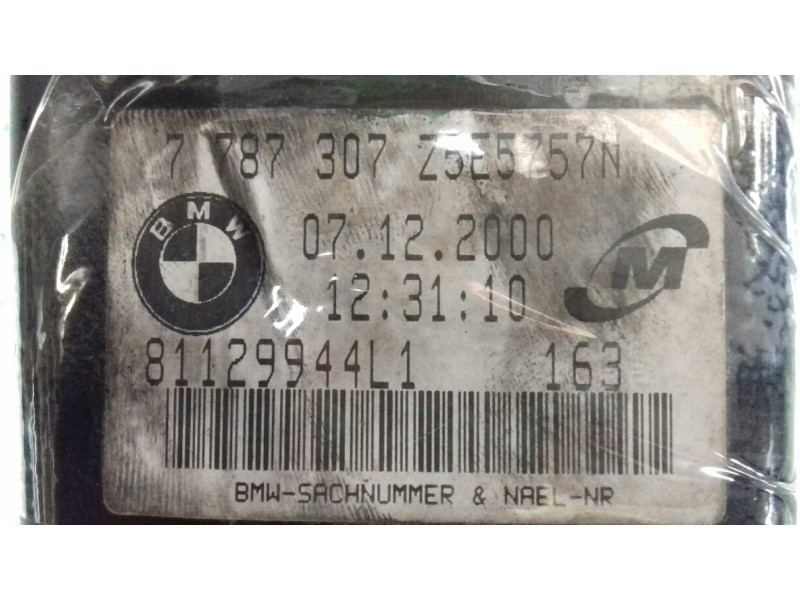 7 787 307 Z5E5757N
BMW
07.12.2000
M
12:31:10
81129944L1 163
BMW-SACHNUMMER & NAEL-NR